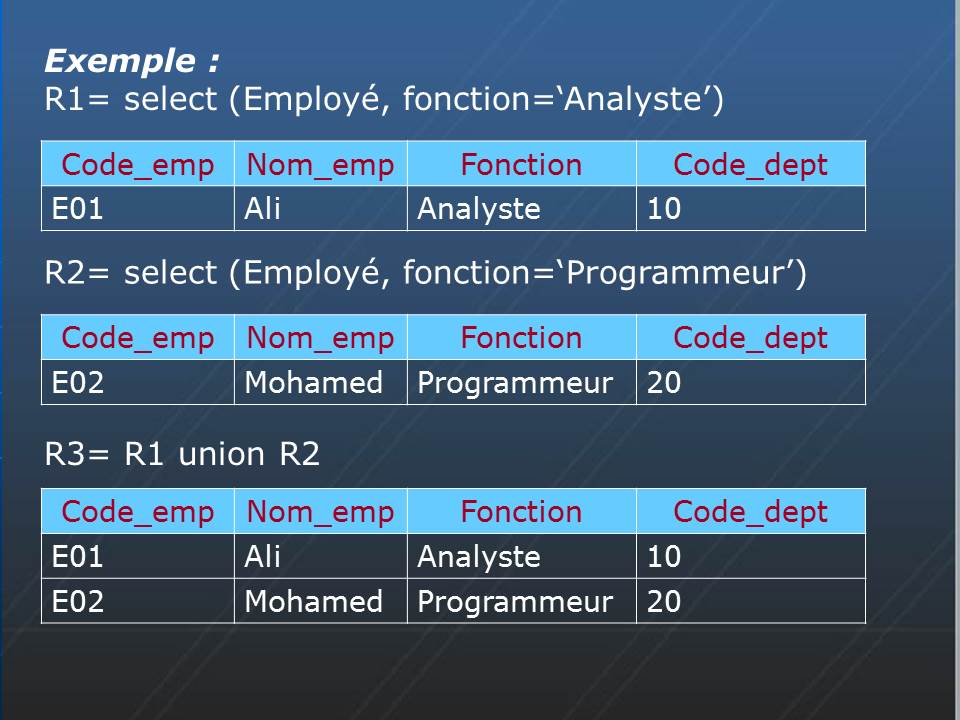 Exemple :
R1= select (Employé, fonction=‘Analyste’)
Code_emp Nom_emp Fonction Code_dept
E01 Ali Analyste 10
R2= select (Employé, fonction=‘Programmeur’)
Code_emp Nom_emp Fonction Code_dept
E02 Mohamed Programmeur 20
R3= R1 union R2
Code_emp Nom_emp Fonction Code_dept
E01 Ali Analyste 10
E02 Mohamed Programmeur 20